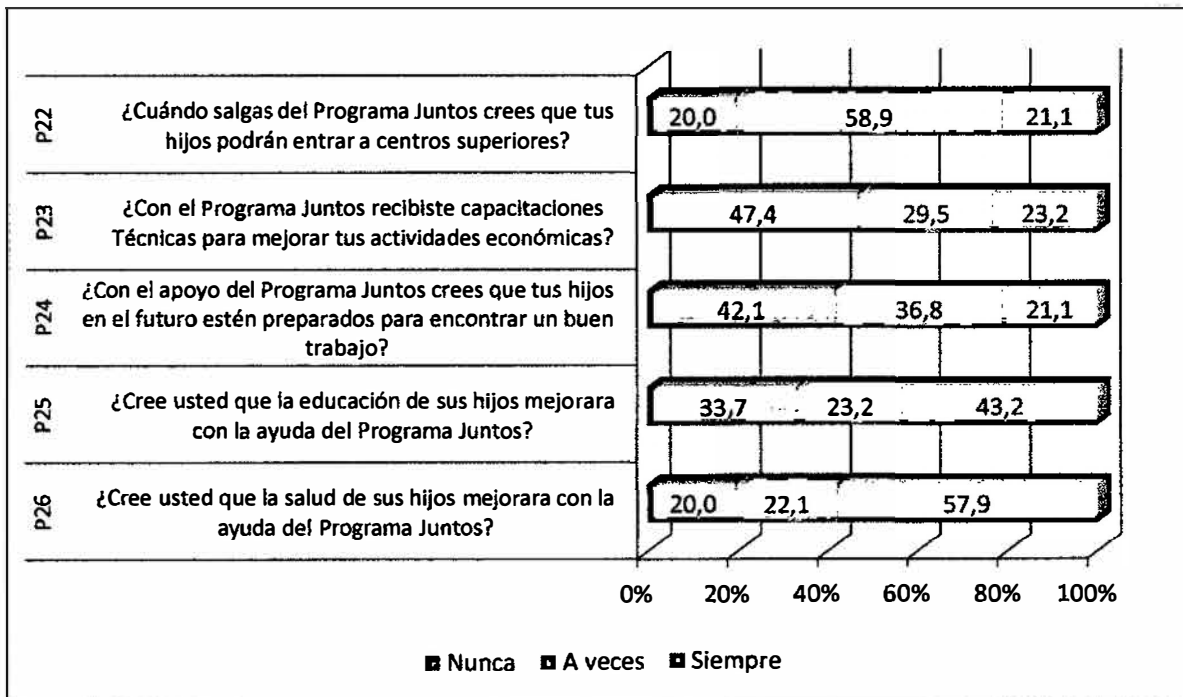 P22
¿Cuándo salgas del Programa Juntos crees que tus
hijos podrán entrar a centros superiores?
20,0 58,9 21,1
P23
¿Con el Programa Juntos recibiste capacitaciones
Técnicas para mejorar tus actividades económicas?
47,4 29,5 23,2
P24
¿Con el apoyo del Programa Juntos crees que tus hijos
en el futuro estén preparados para encontrar un buen
trabajo?
42,1 36,8 21,1
P25
¿Cree usted que la educación de sus hijos mejorara
con la ayuda del Programa Juntos?
33,7 23,2 43,2
P26
¿Cree usted que la salud de sus hijos mejorara con la
ayuda del Programa Juntos?
20,0 22,1 57,9
0% 20% 40% 60% 80% 100%
Nunca A veces Siempre